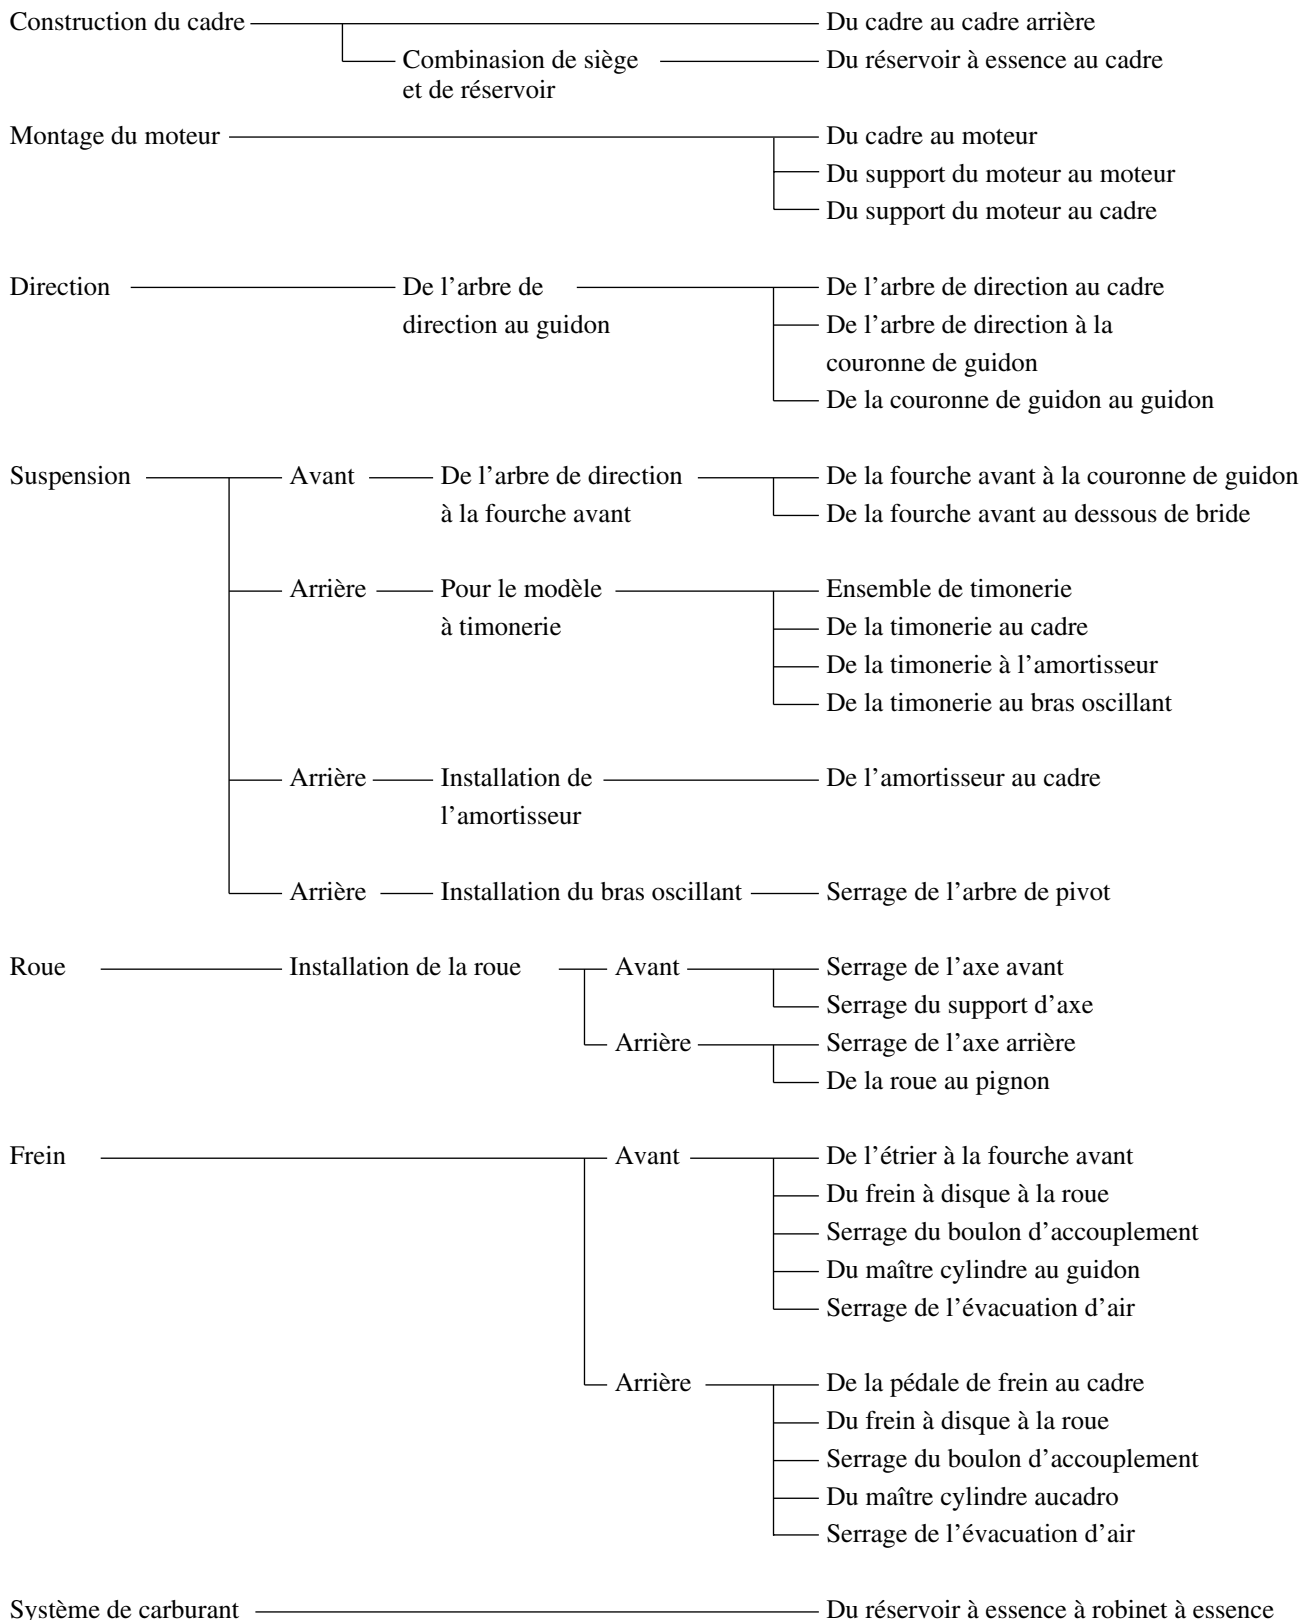 Construction du cadre
Du cadre au cadre arrière
Combinasion de siège
et de réservoir
Du réservoir à essence au cadre
Montage du moteur
Du cadre au moteur
Du support du moteur au moteur
Du support du moteur au cadre
Direction
De l'arbre de
direction au guidon
De l'arbre de direction au cadre
De l'arbre de direction à la
couronne de guidon
De la couronne de guidon au guidon
Suspension
Avant
De l'arbre de direction
à la fourche avant
De la fourche avant à la couronne de guidon
De la fourche avant au dessous de bride
Arrière
Pour le modèle
à timonerie
Ensemble de timonerie
De la timonerie au cadre
De la timonerie à l'amortisseur
De la timonerie au bras oscillant
Arrière
Installation de
l'amortisseur
De l'amortisseur au cadre
Arrière
Installation du bras oscillant
Serrage de l'arbre de pivot
Roue
Installation de la roue
Avant
Serrage de l'axe avant
Serrage du support d'axe
Arrière
Serrage de l'axe arrière
De la roue au pignon
Frein
Avant
De l'étrier à la fourche avant
Du frein à disque à la roue
Serrage du boulon d'accouplement
Du maître cylindre au guidon
Serrage de l'évacuation d'air
Arrière
De la pédale de frein au cadre
Du frein à disque à la roue
Serrage du boulon d'accouplement
Du maître cylindre aucadro
Serrage de l'évacuation d'air
Système de carburant
Du réservoir à essence à robinet à essence